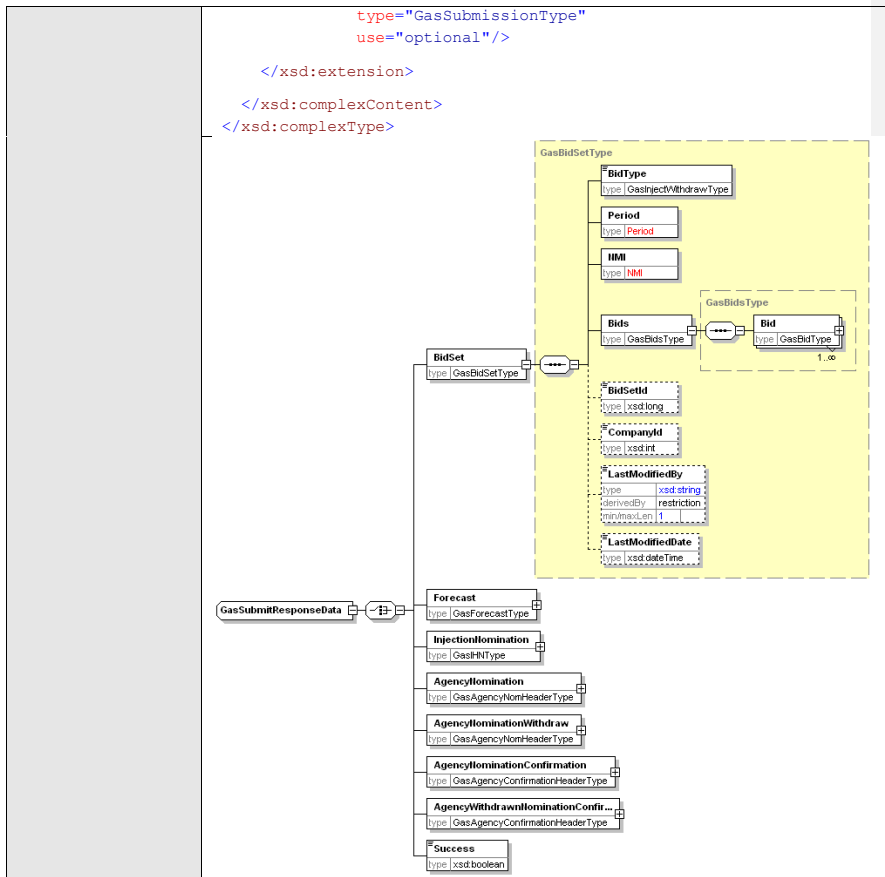 type="GasSubmissionType"
use="optional"/>
</xsd:extension>
</xsd:complexContent>
</xsd:complexType>
GasBidSetType
BidType
type GasInjectWithdrawType
Period
type Period
NMI
type NMI
GasBidsType
Bids
type GasBidsType
Bid
type GasBidType
1..∞
BidSet
type GasBidSetType
BidSetId
type xsd:long
CompanyId
type xsd:int
LastModifiedBy
type xsd:string
derivedBy restriction
min/maxLen 1
LastModifiedDate
type xsd:dateTime
GasSubmitResponseData
Forecast
type GasForecastType
InjectionNomination
type GasIHNType
AgencyNomination
type GasAgencyNomHeaderType
AgencyNominationWithdraw
type GasAgencyNomHeaderType
AgencyNominationConfirmation
type GasAgencyConfirmationHeaderType
AgencyWithdrawnNominationConfir...
type GasAgencyConfirmationHeaderType
Success
type xsd:boolean